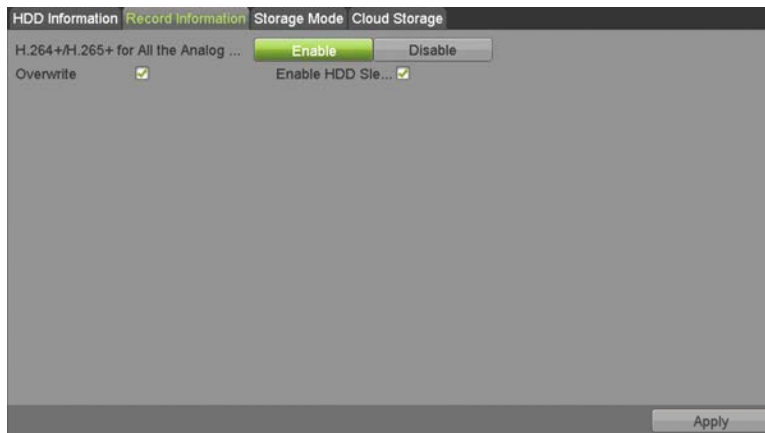 HDD Information Record Information Storage Mode Cloud Storage
H.264+/H.265+ for All the Analog ... Enable Disable
Overwrite Enable HDD Sle...
Apply